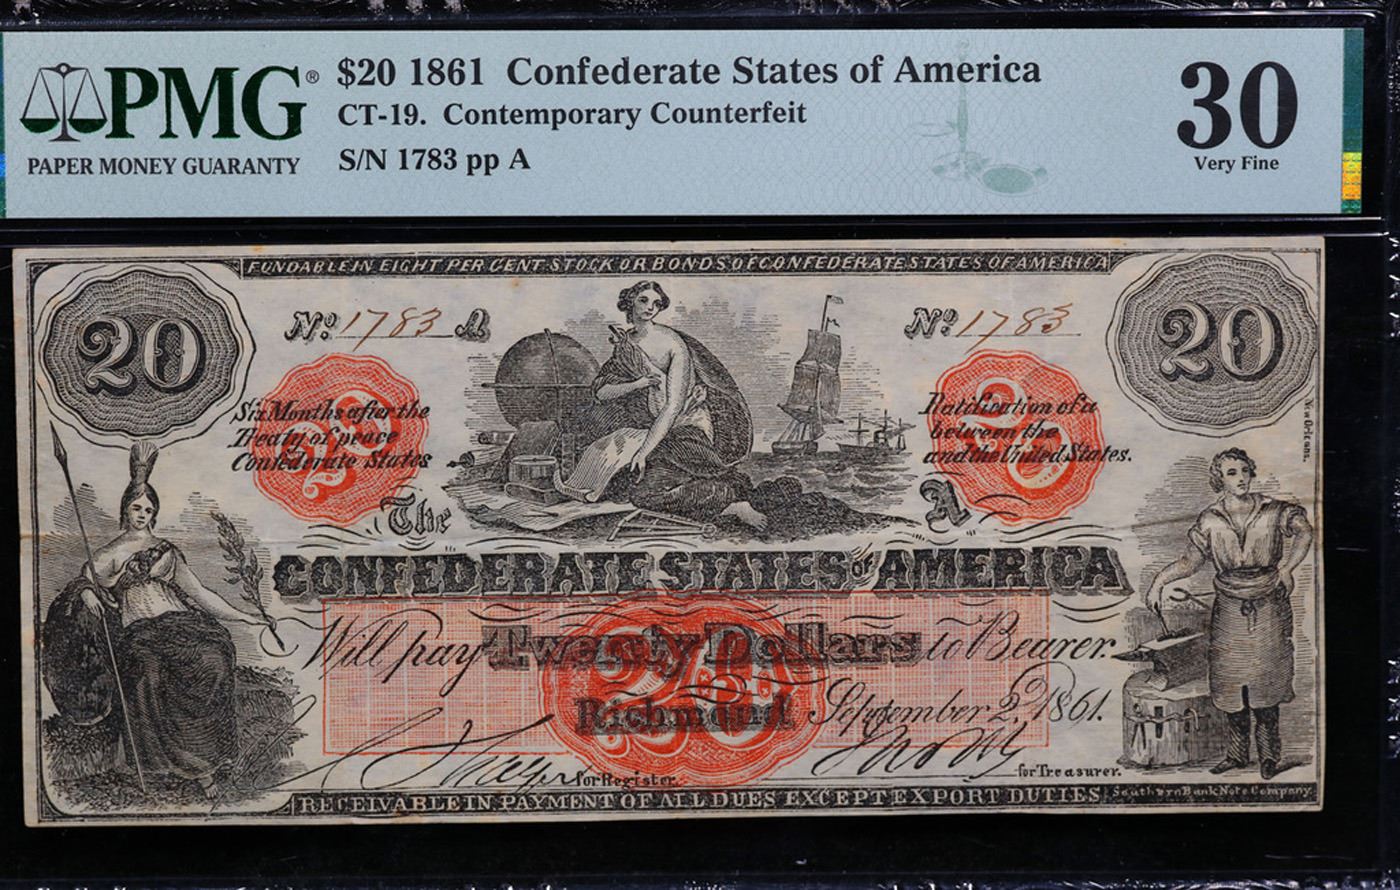 PMG®
PAPER MONEY GUARANTY
$20 1861 Confederate States of America
CT-19. Contemporary Counterfeit
S/N 1783 pp A
30
Very Fine
FUNDABLE IN EIGHT PER CENT STOCK OR BONDS OF CONFEDERATE STATES OF AMERICA
20
No. 1783 A
No. 1783
20
20
Six Months after the
Treaty of peace
Confederate States
20
Ratification of a
between the
and the United States.
New Orleans.
The
A
CONFEDERATE STATES OF AMERICA
Will pay Twenty Dollars to Bearer.
20
Richmond September 2d. 1861.
for Register.
for Treasurer.
RECEIVABLE IN PAYMENT OF ALL DUES EXCEPT EXPORT DUTIES
Southern Bank Note Company